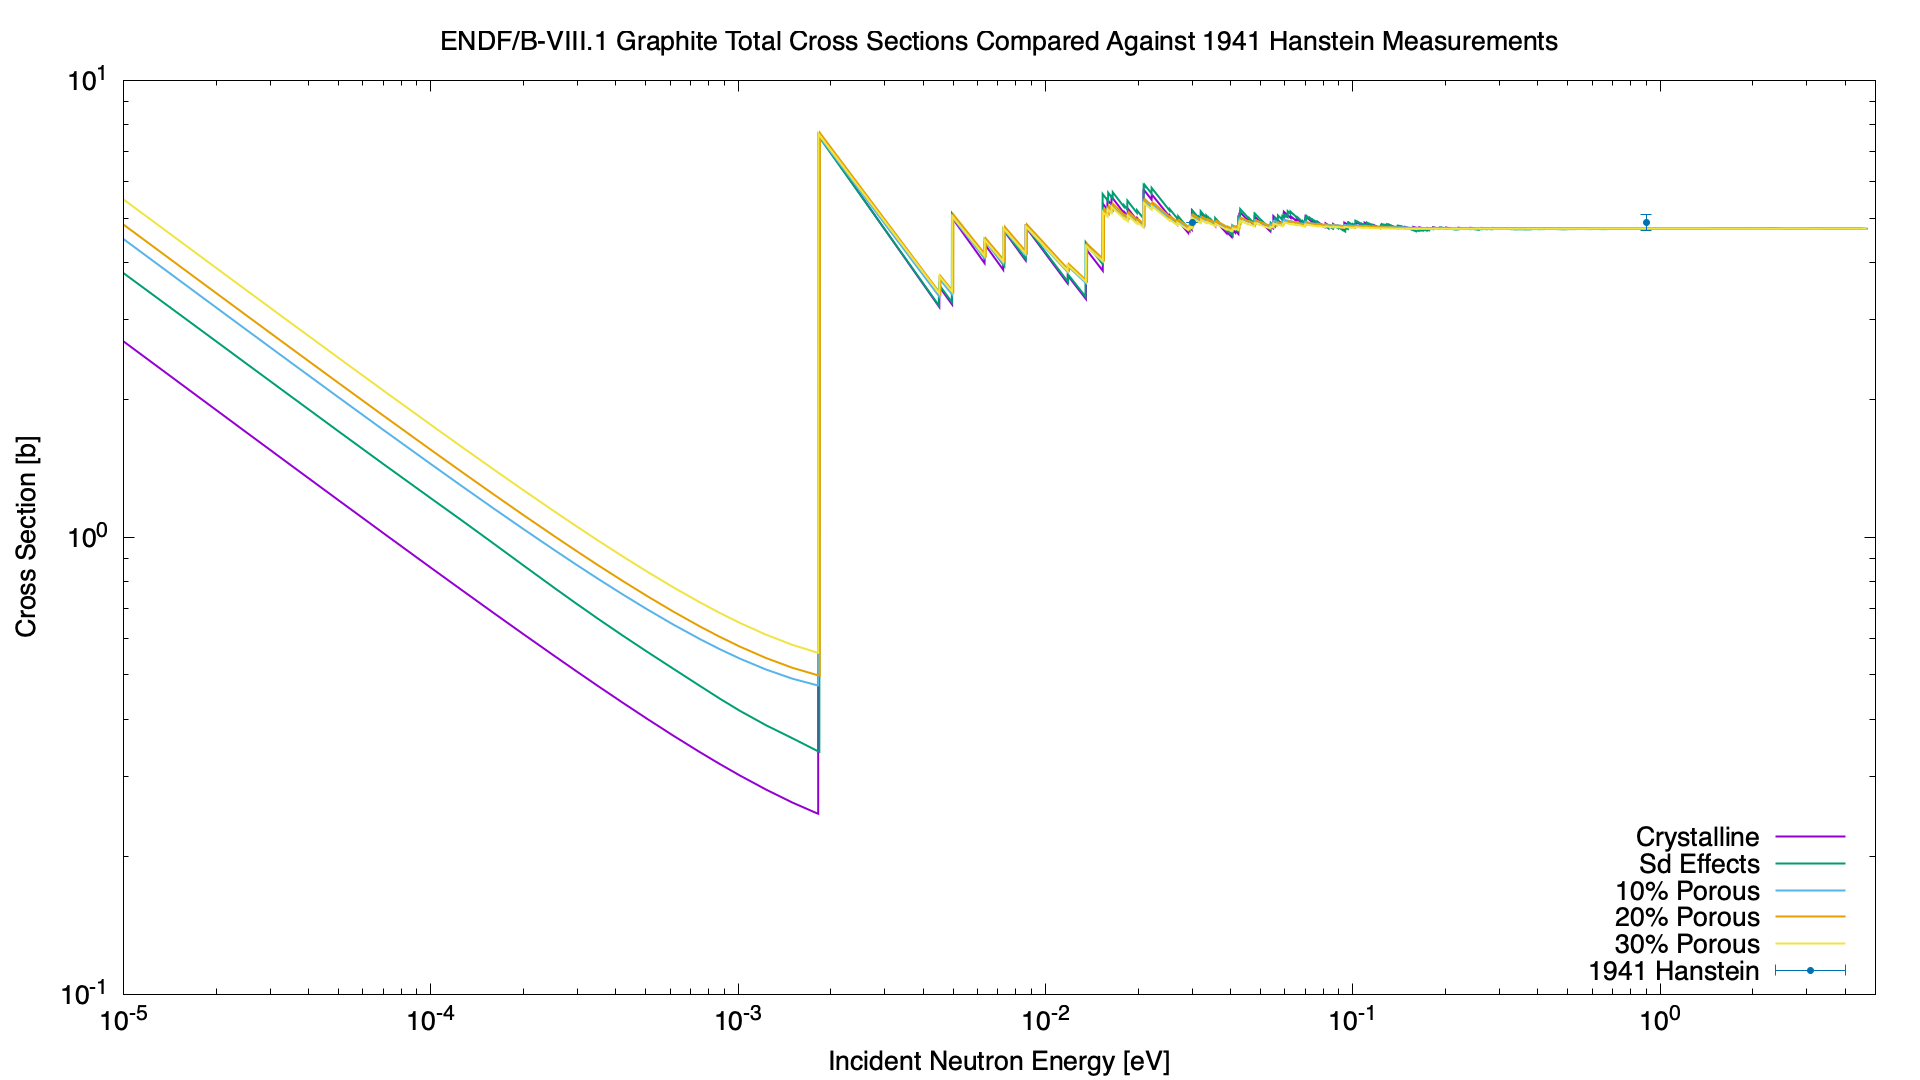 ENDF/B-VIII.1 Graphite Total Cross Sections Compared Against 1941 Hanstein Measurements
10^1
10^0
10^-1
Cross Section [b]
Crystalline
Sd Effects
10% Porous
20% Porous
30% Porous
1941 Hanstein
10^-5 10^-4 10^-3 10^-2 10^-1 10^0
Incident Neutron Energy [eV]